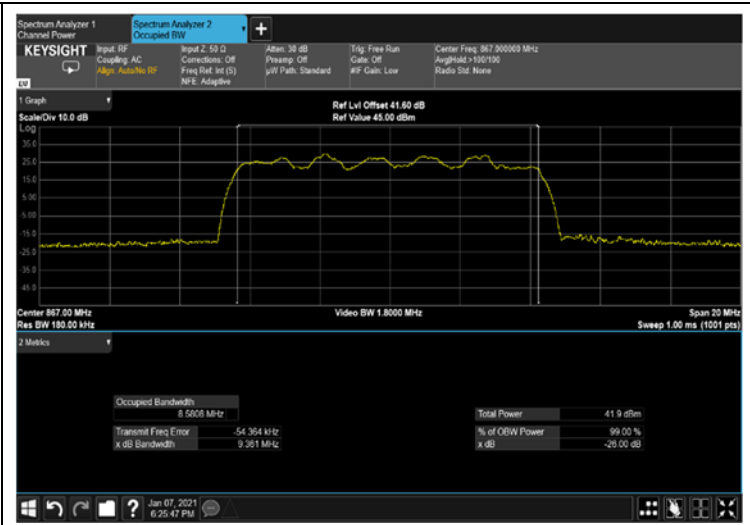 Spectrum Analyzer 1
Channel Power
Spectrum Analyzer 2
Occupied BW
+
KEYSIGHT
Input: RF
Coupling: AC
Align: Auto/No RF
Input Z: 50 Ω
Corrections: Off
Freq Ref: Int (S)
NFE: Adaptive
Atten: 30 dB
Preamp: Off
µW Path: Standard
Trig: Free Run
Gate: Off
#IF Gain: Low
Center Freq: 867.000000 MHz
Avg|Hold:>100/100
Radio Std: None
1 Graph
Scale/Div 10.0 dB
Ref Lvl Offset 41.60 dB
Ref Value 45.00 dBm
Log
35.0
25.0
15.0
5.00
-5.00
-15.0
-25.0
-35.0
-45.0
Center 867.00 MHz
Video BW 1.8000 MHz
Span 20 MHz
Res BW 180.00 kHz
Sweep 1.00 ms (1001 pts)
2 Metrics
Occupied Bandwidth
8.5808 MHz
Total Power 41.9 dBm
Transmit Freq Error -54.364 kHz
% of OBW Power 99.00 %
x dB Bandwidth 9.361 MHz
x dB -26.00 dB
?
Jan 07, 2021
6:25:47 PM